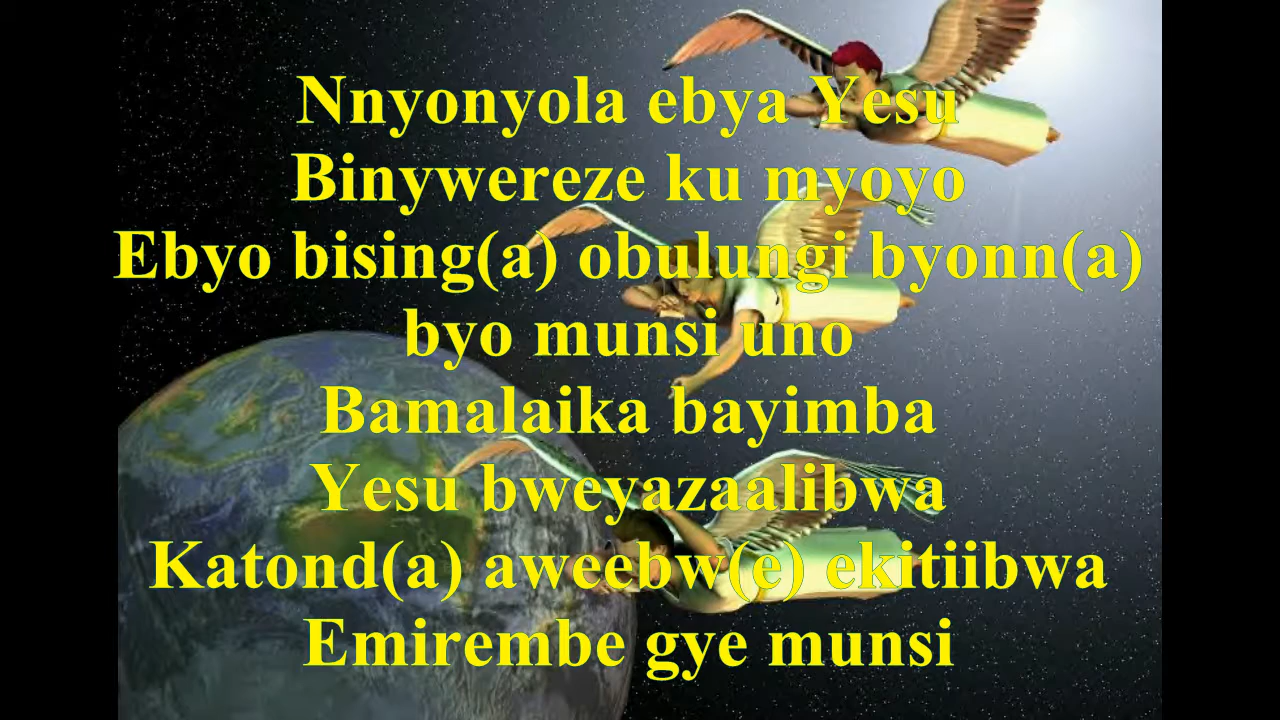 Nnyonyola ebya Yesu
Binywereze ku myoyo
Ebyo bising(a) obulungi byonn(a)
byo munsi uno
Bamalaika bayimba
Yesu bweyazaalibwa
Katond(a) aweebw(e) ekitiibwa
Emirembe gye munsi